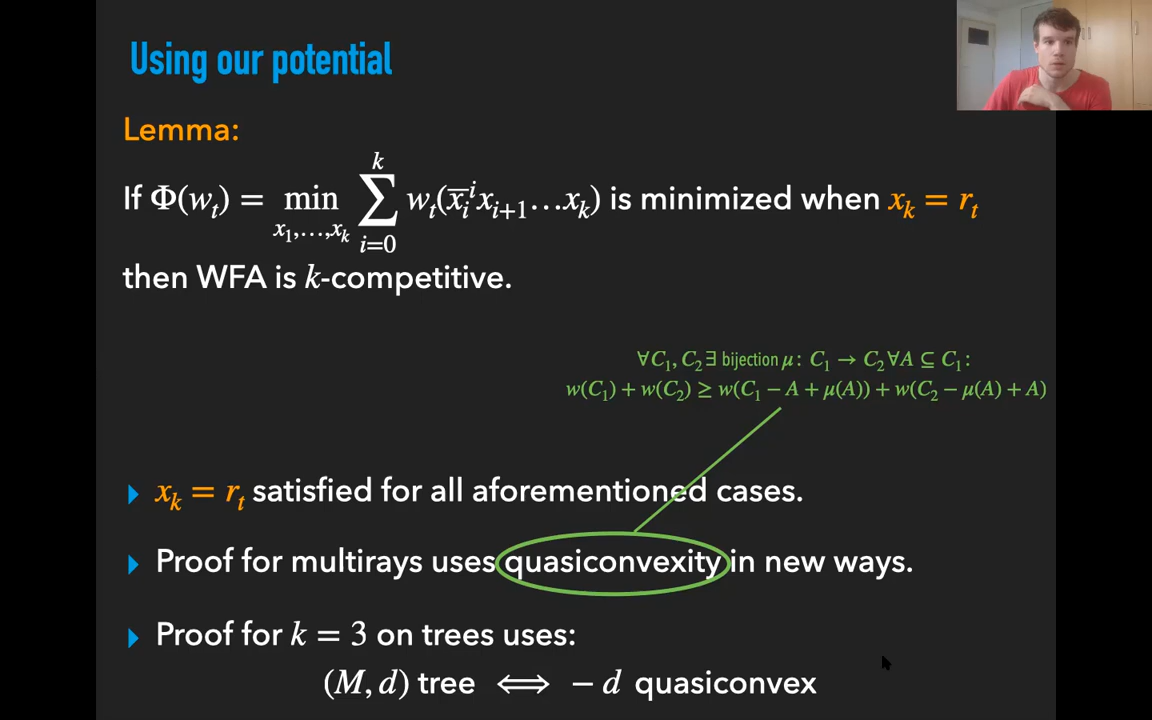 Using our potential
Lemma:
If Φ(w_t) = min_{x_1,…,x_k} ∑_{i=0}^{k} w_t(x̅_i^i x_{i+1}…x_k) is minimized when x_k = r_t
then WFA is k-competitive.
∀C_1, C_2 ∃ bijection μ: C_1 → C_2 ∀A ⊆ C_1:
w(C_1) + w(C_2) ≥ w(C_1 − A + μ(A)) + w(C_2 − μ(A) + A)
x_k = r_t satisfied for all aforementioned cases.
Proof for multirays uses quasiconvexity in new ways.
Proof for k = 3 on trees uses:
(M, d) tree ⟺ − d quasiconvex